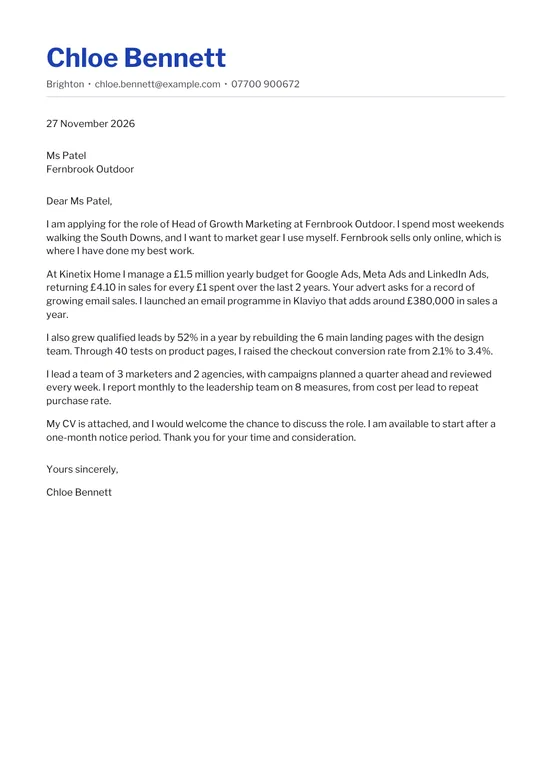 Chloe Bennett
Brighton • chloe.bennett@example.com • 07700 900672
27 November 2026
Ms Patel
Fernbrook Outdoor
Dear Ms Patel,
I am applying for the role of Head of Growth Marketing at Fernbrook Outdoor. I spend most weekends
walking the South Downs, and I want to market gear I use myself. Fernbrook sells only online, which is
where I have done my best work.
At Kinetix Home I manage a £1.5 million yearly budget for Google Ads, Meta Ads and LinkedIn Ads,
returning £4.10 in sales for every £1 spent over the last 2 years. Your advert asks for a record of
growing email sales. I launched an email programme in Klaviyo that adds around £380,000 in sales a
year.
I also grew qualified leads by 52% in a year by rebuilding the 6 main landing pages with the design
team. Through 40 tests on product pages, I raised the checkout conversion rate from 2.1% to 3.4%.
I lead a team of 3 marketers and 2 agencies, with campaigns planned a quarter ahead and reviewed
every week. I report monthly to the leadership team on 8 measures, from cost per lead to repeat
purchase rate.
My CV is attached, and I would welcome the chance to discuss the role. I am available to start after a
one-month notice period. Thank you for your time and consideration.
Yours sincerely,
Chloe Bennett